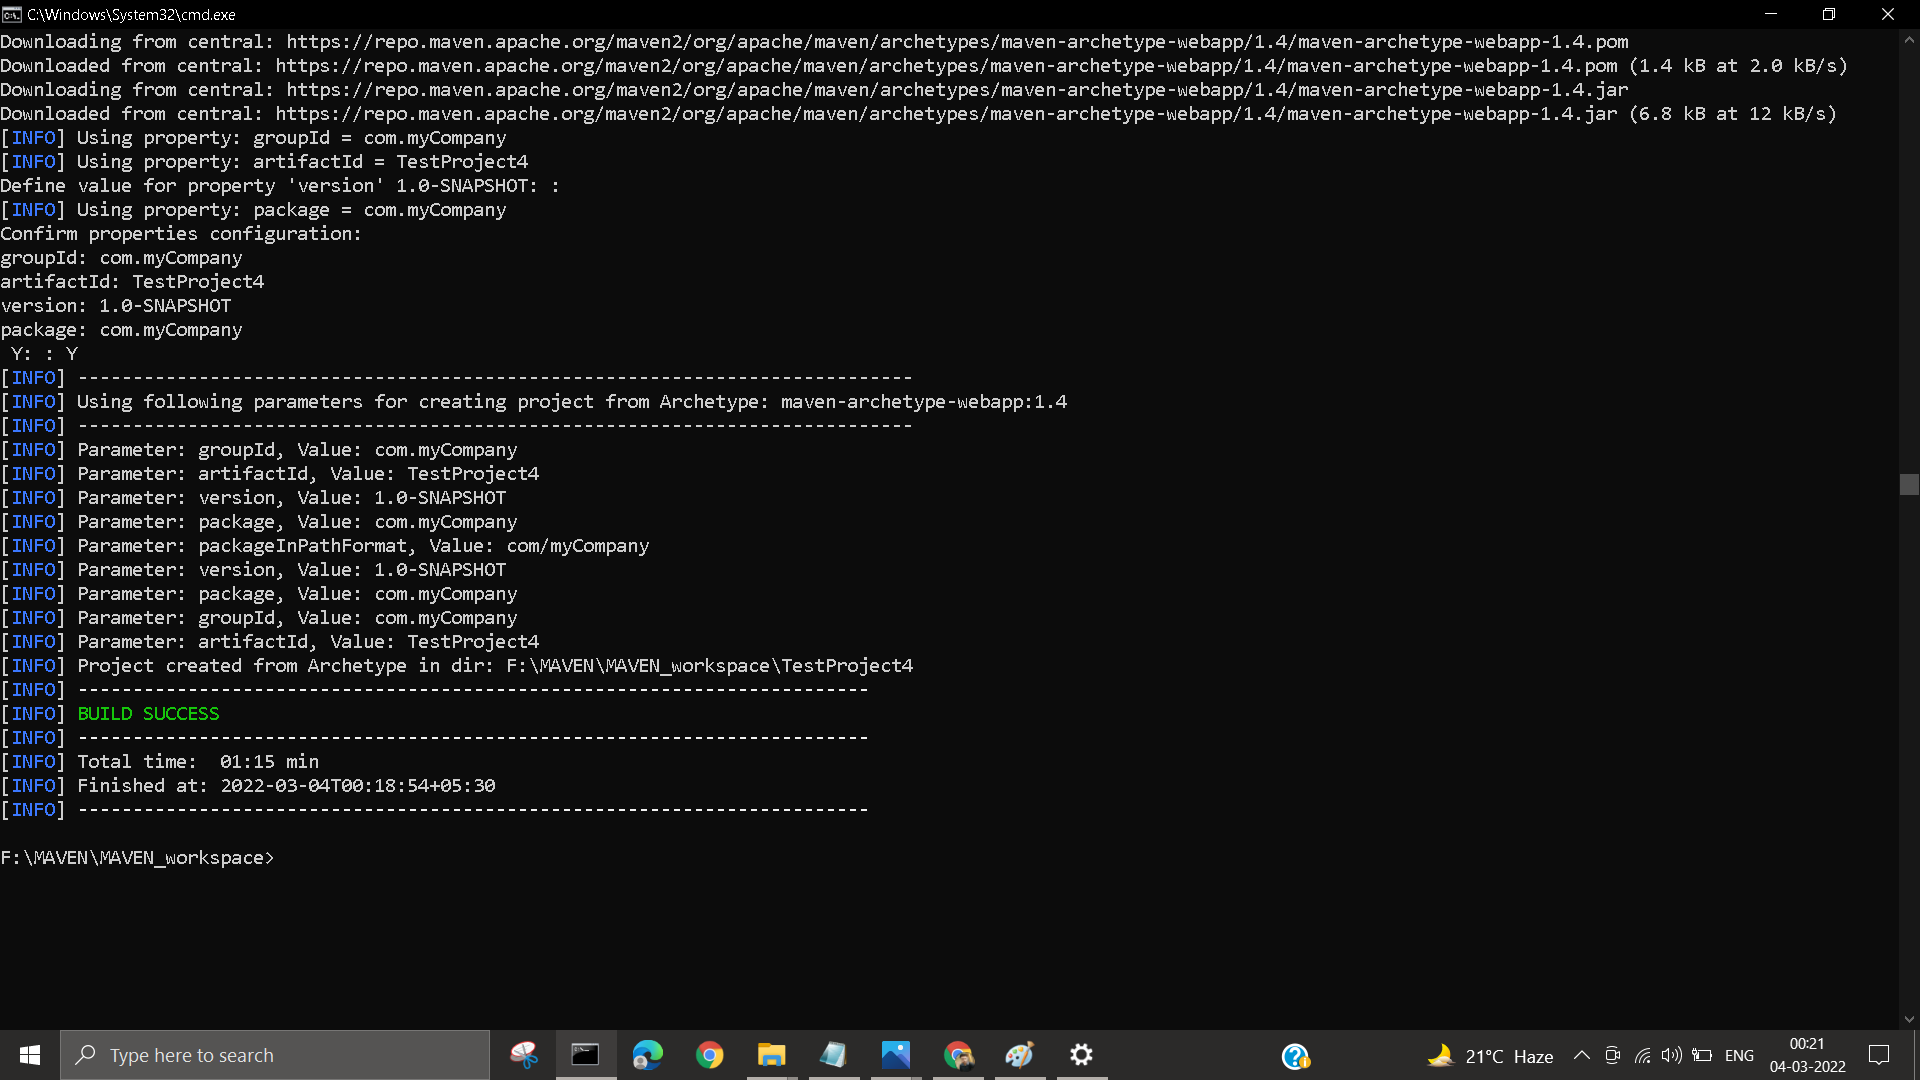 C:\Windows\System32\cmd.exe
Downloading from central: https://repo.maven.apache.org/maven2/org/apache/maven/archetypes/maven-archetype-webapp/1.4/maven-archetype-webapp-1.4.pom
Downloaded from central: https://repo.maven.apache.org/maven2/org/apache/maven/archetypes/maven-archetype-webapp/1.4/maven-archetype-webapp-1.4.pom (1.4 kB at 2.0 kB/s)
Downloading from central: https://repo.maven.apache.org/maven2/org/apache/maven/archetypes/maven-archetype-webapp/1.4/maven-archetype-webapp-1.4.jar
Downloaded from central: https://repo.maven.apache.org/maven2/org/apache/maven/archetypes/maven-archetype-webapp/1.4/maven-archetype-webapp-1.4.jar (6.8 kB at 12 kB/s)
[INFO] Using property: groupId = com.myCompany
[INFO] Using property: artifactId = TestProject4
Define value for property 'version' 1.0-SNAPSHOT: :
[INFO] Using property: package = com.myCompany
Confirm properties configuration:
groupId: com.myCompany
artifactId: TestProject4
version: 1.0-SNAPSHOT
package: com.myCompany
 Y: : Y
[INFO] ----------------------------------------------------------------------------
[INFO] Using following parameters for creating project from Archetype: maven-archetype-webapp:1.4
[INFO] ----------------------------------------------------------------------------
[INFO] Parameter: groupId, Value: com.myCompany
[INFO] Parameter: artifactId, Value: TestProject4
[INFO] Parameter: version, Value: 1.0-SNAPSHOT
[INFO] Parameter: package, Value: com.myCompany
[INFO] Parameter: packageInPathFormat, Value: com/myCompany
[INFO] Parameter: version, Value: 1.0-SNAPSHOT
[INFO] Parameter: package, Value: com.myCompany
[INFO] Parameter: groupId, Value: com.myCompany
[INFO] Parameter: artifactId, Value: TestProject4
[INFO] Project created from Archetype in dir: F:\MAVEN\MAVEN_workspace\TestProject4
[INFO] ------------------------------------------------------------------------
[INFO] BUILD SUCCESS
[INFO] ------------------------------------------------------------------------
[INFO] Total time:  01:15 min
[INFO] Finished at: 2022-03-04T00:18:54+05:30
[INFO] ------------------------------------------------------------------------
F:\MAVEN\MAVEN_workspace>
Type here to search
21°C Haze
ENG
00:21
04-03-2022